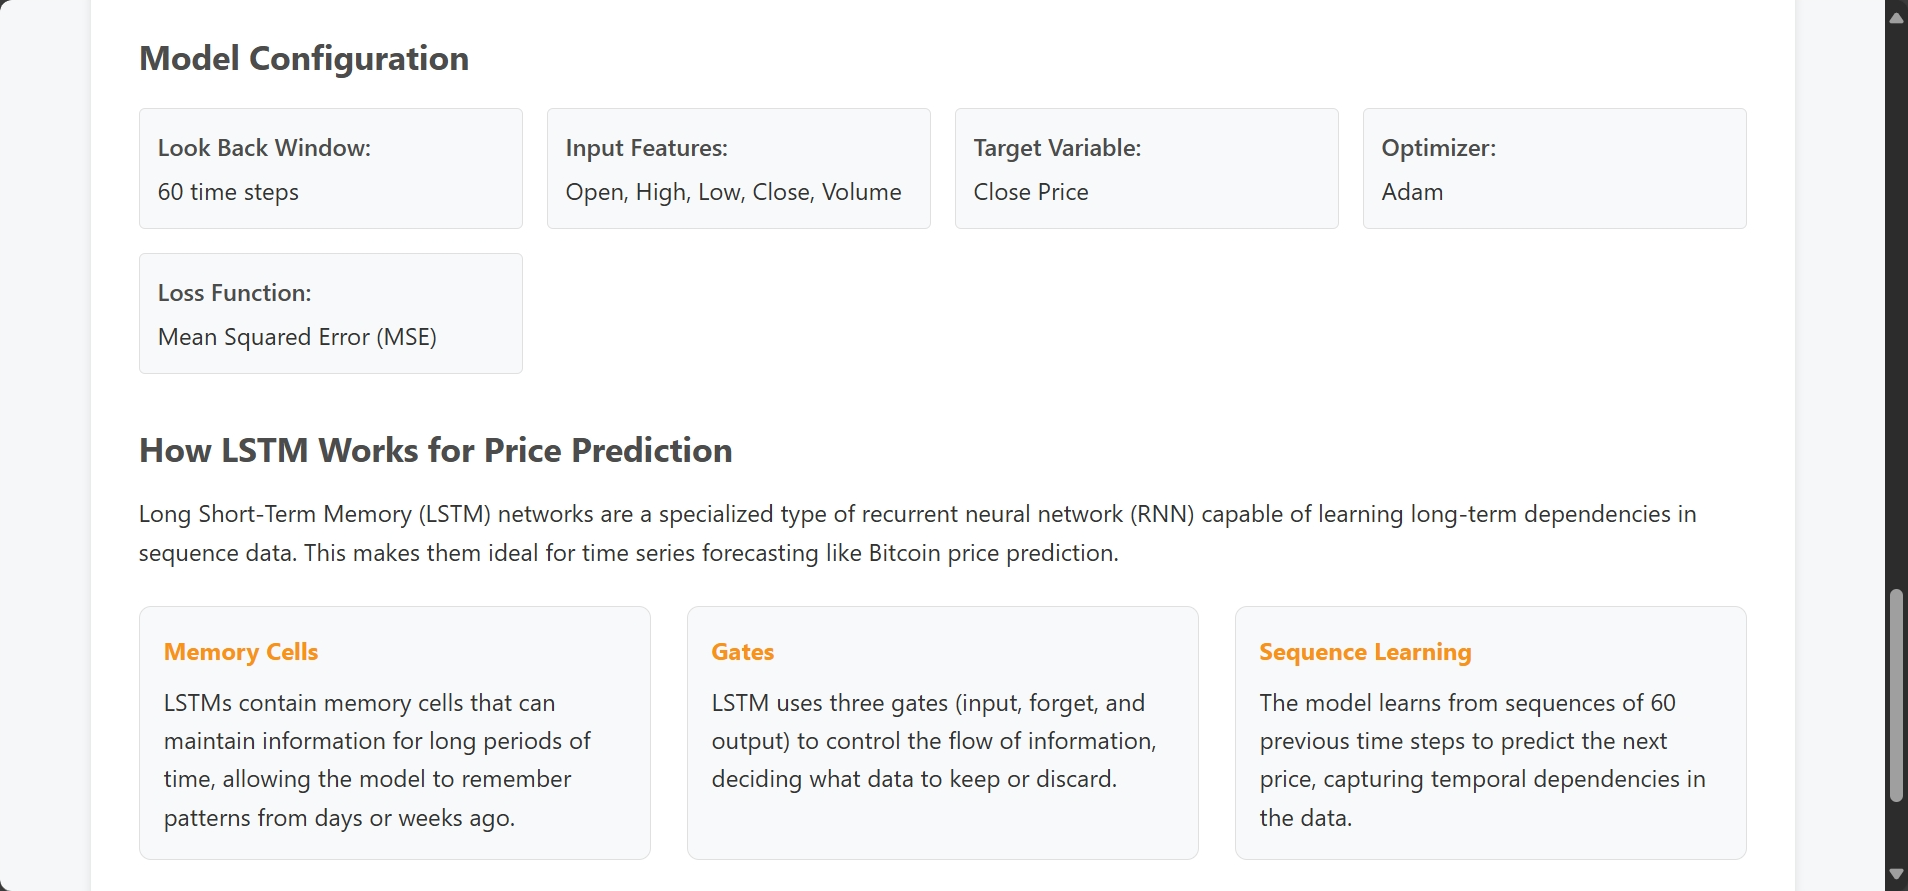 Model Configuration
Look Back Window:
60 time steps
Input Features:
Open, High, Low, Close, Volume
Target Variable:
Close Price
Optimizer:
Adam
Loss Function:
Mean Squared Error (MSE)
How LSTM Works for Price Prediction
Long Short-Term Memory (LSTM) networks are a specialized type of recurrent neural network (RNN) capable of learning long-term dependencies in
sequence data. This makes them ideal for time series forecasting like Bitcoin price prediction.
Memory Cells
LSTMs contain memory cells that can
maintain information for long periods of
time, allowing the model to remember
patterns from days or weeks ago.
Gates
LSTM uses three gates (input, forget, and
output) to control the flow of information,
deciding what data to keep or discard.
Sequence Learning
The model learns from sequences of 60
previous time steps to predict the next
price, capturing temporal dependencies in
the data.